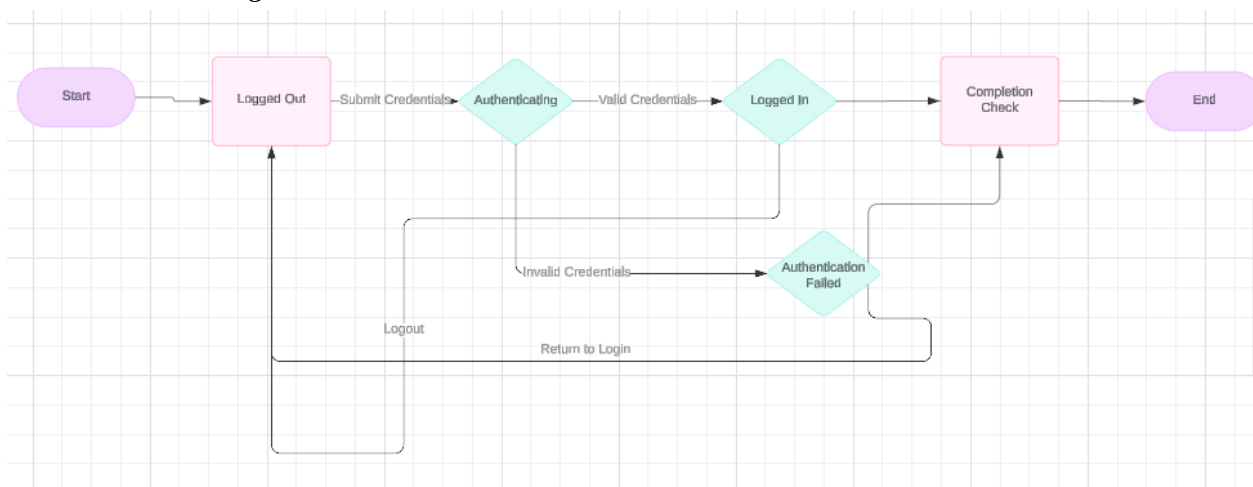 Start
Logged Out
Submit Credentials
Authenticating
Valid Credentials
Logged In
Completion
Check
End
Invalid Credentials
Authentication
Failed
Logout
Return to Login